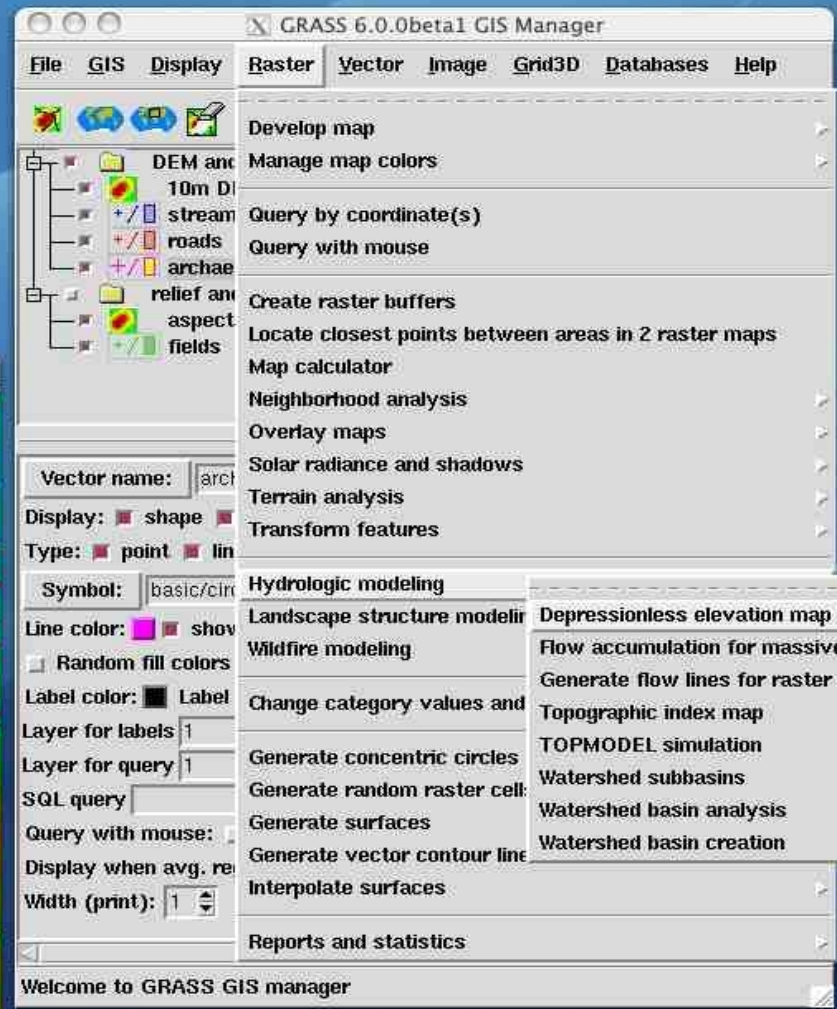 GRASS 6.0.0beta1 GIS Manager
File GIS Display Raster Vector Image Grid3D Databases Help
DEM and
10m
stream
roads
archae
relief and
aspect
fields
Develop map
Manage map colors
Query by coordinate(s)
Query with mouse
Create raster buffers
Locate closest points between areas in 2 raster maps
Map calculator
Neighborhood analysis
Overlay maps
Solar radiance and shadows
Terrain analysis
Transform features
Hydrologic modeling
Landscape structure modelin
Wildfire modeling
Change category values and
Generate concentric circles
Generate random raster cell
Generate surfaces
Generate vector contour line
Interpolate surfaces
Reports and statistics
Depressionless elevation map
Flow accumulation for massive
Generate flow lines for raster
Topographic index map
TOPMODEL simulation
Watershed subbasins
Watershed basin analysis
Watershed basin creation
Vector name: arch
Display: shape
Type: point lin
Symbol: basic/circ
Line color: show
Random fill colors
Label color: Label
Layer for labels 1
Layer for query 1
SQL query
Query with mouse:
Display when avg. re
Width (print): 1
Welcome to GRASS GIS manager